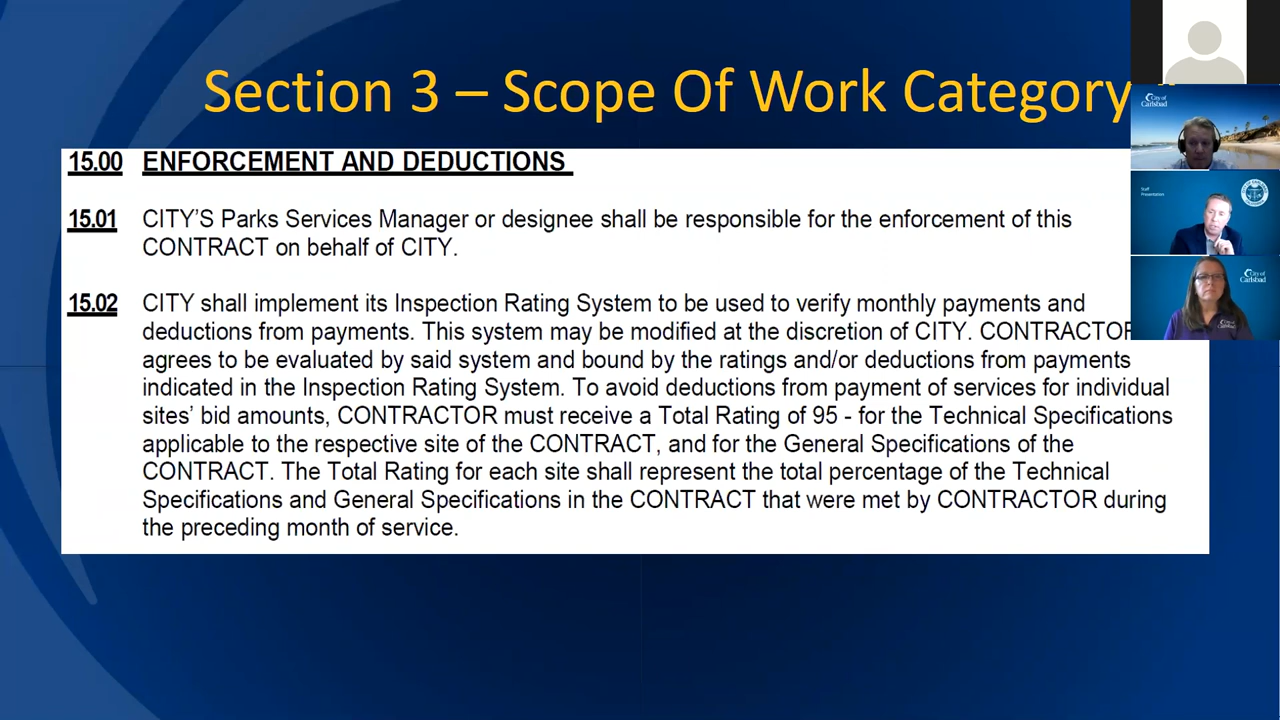 Section 3 – Scope Of Work Category
15.00 ENFORCEMENT AND DEDUCTIONS
15.01 CITY'S Parks Services Manager or designee shall be responsible for the enforcement of this
CONTRACT on behalf of CITY.
15.02 CITY shall implement its Inspection Rating System to be used to verify monthly payments and
deductions from payments. This system may be modified at the discretion of CITY. CONTRACTOR
agrees to be evaluated by said system and bound by the ratings and/or deductions from payments
indicated in the Inspection Rating System. To avoid deductions from payment of services for individual
sites' bid amounts, CONTRACTOR must receive a Total Rating of 95 - for the Technical Specifications
applicable to the respective site of the CONTRACT, and for the General Specifications of the
CONTRACT. The Total Rating for each site shall represent the total percentage of the Technical
Specifications and General Specifications in the CONTRACT that were met by CONTRACTOR during
the preceding month of service.
City of
Carlsbad
Staff
Presentation
City of
Carlsbad